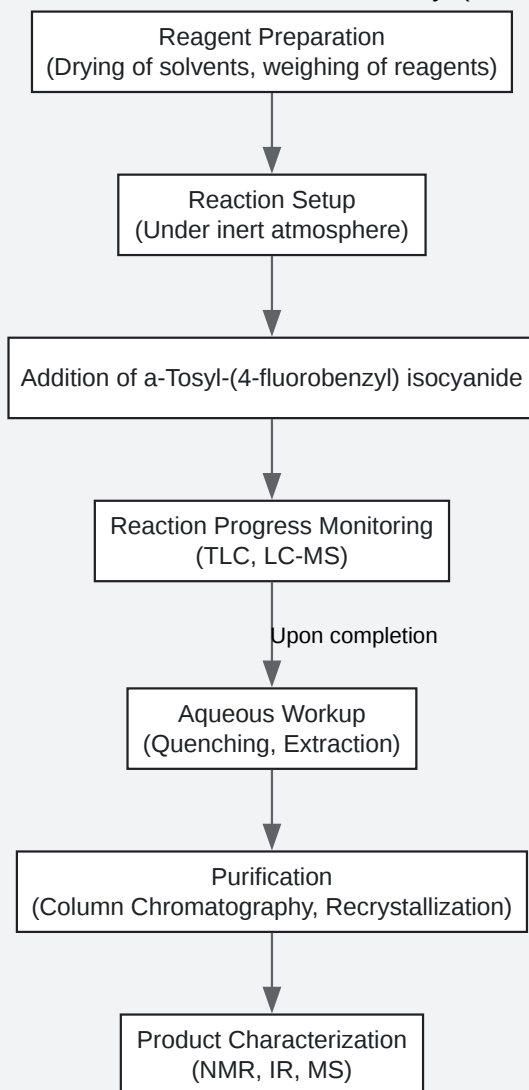 Reagent Preparation
(Drying of solvents, weighing of reagents)
Reaction Setup
(Under inert atmosphere)
Addition of a-Tosyl-(4-fluorobenzyl) isocyanide
Reaction Progress Monitoring
(TLC, LC-MS)
Upon completion
Aqueous Workup
(Quenching, Extraction)
Purification
(Column Chromatography, Recrystallization)
Product Characterization
(NMR, IR, MS)